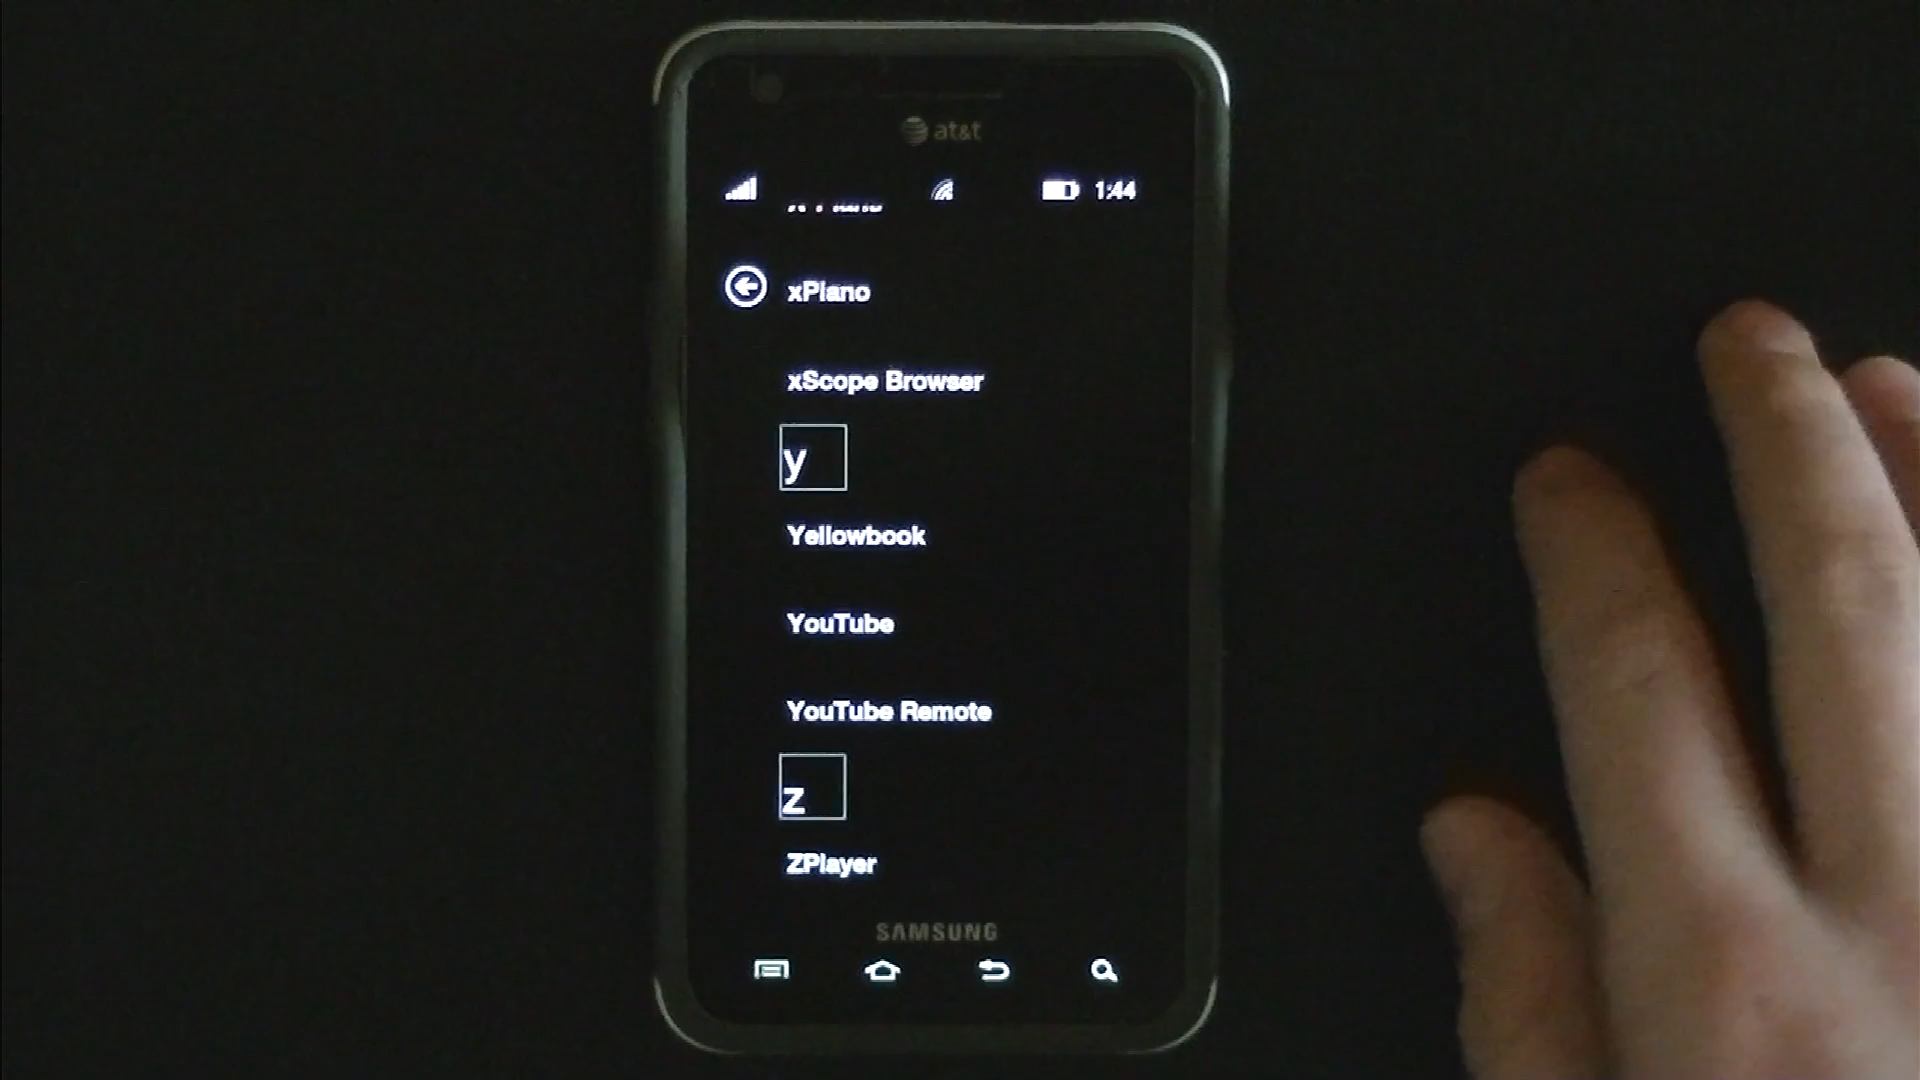 at&t
1:44
xPiano
xScope Browser
y
Yellowbook
YouTube
YouTube Remote
z
ZPlayer
SAMSUNG